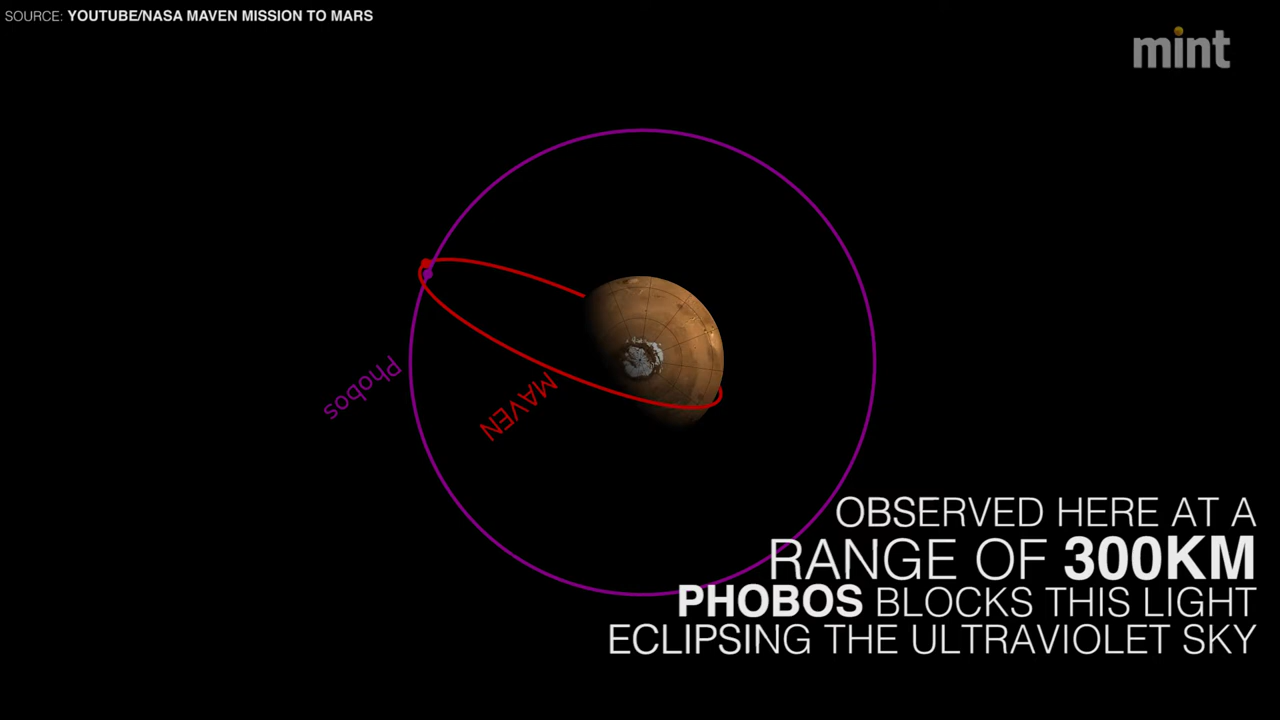 SOURCE: YOUTUBE/NASA MAVEN MISSION TO MARS
mint
Phobos
MAVEN
OBSERVED HERE AT A
RANGE OF 300KM
PHOBOS BLOCKS THIS LIGHT
ECLIPSING THE ULTRAVIOLET SKY